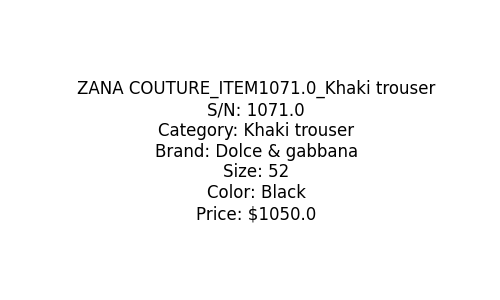 ZANA COUTURE_ITEM1071.0_Khaki trouser
S/N: 1071.0
Category: Khaki trouser
Brand: Dolce & gabbana
Size: 52
Color: Black
Price: $1050.0